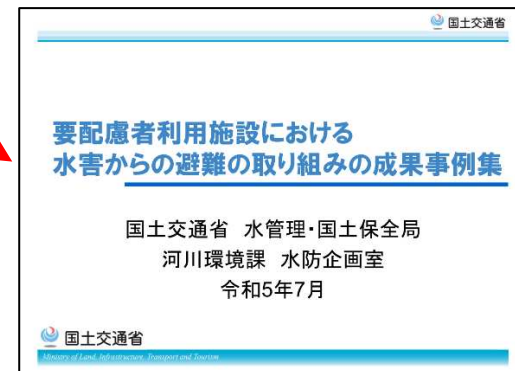 国土交通省
要配慮者利用施設における
水害からの避難の取り組みの成果事例集
国土交通省 水管理・国土保全局
河川環境課 水防企画室
令和5年7月
国土交通省
Ministry of Land, Infrastructure, Transport and Tourism